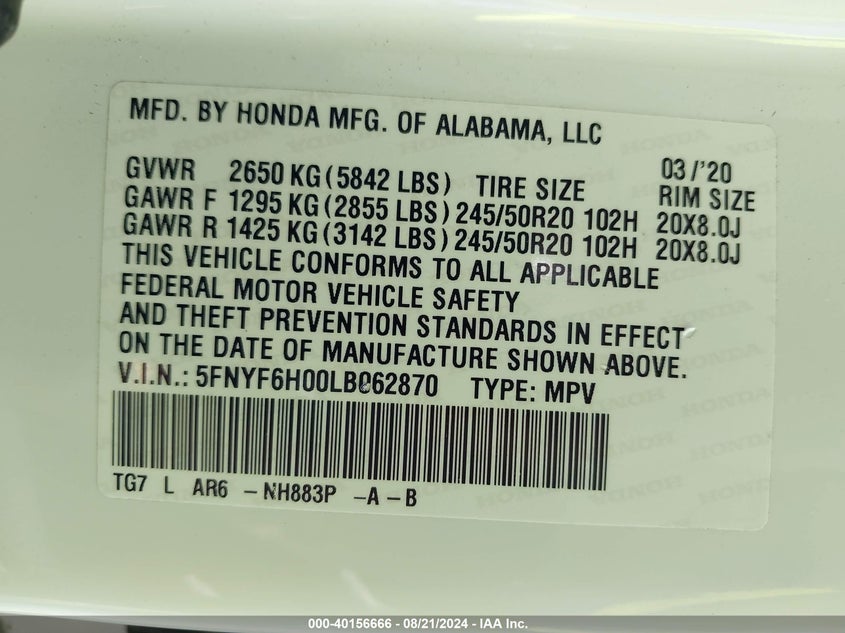 MFD. BY HONDA MFG. OF ALABAMA, LLC
03/'20
GVWR 2650 KG(5842 LBS) TIRE SIZE RIM SIZE
GAWR F 1295 KG(2855 LBS)245/50R20 102H 20X8.0J
GAWR R 1425 KG(3142 LBS)245/50R20 102H 20X8.0J
THIS VEHICLE CONFORMS TO ALL APPLICABLE
FEDERAL MOTOR VEHICLE SAFETY
AND THEFT PREVENTION STANDARDS IN EFFECT
ON THE DATE OF MANUFACTURE SHOWN ABOVE.
V.I.N.: 5FNYF6H00LB062870 TYPE: MPV
TG7 L AR6 -NH883P -A-B
000-40156666 - 08/21/2024 - IAA Inc.